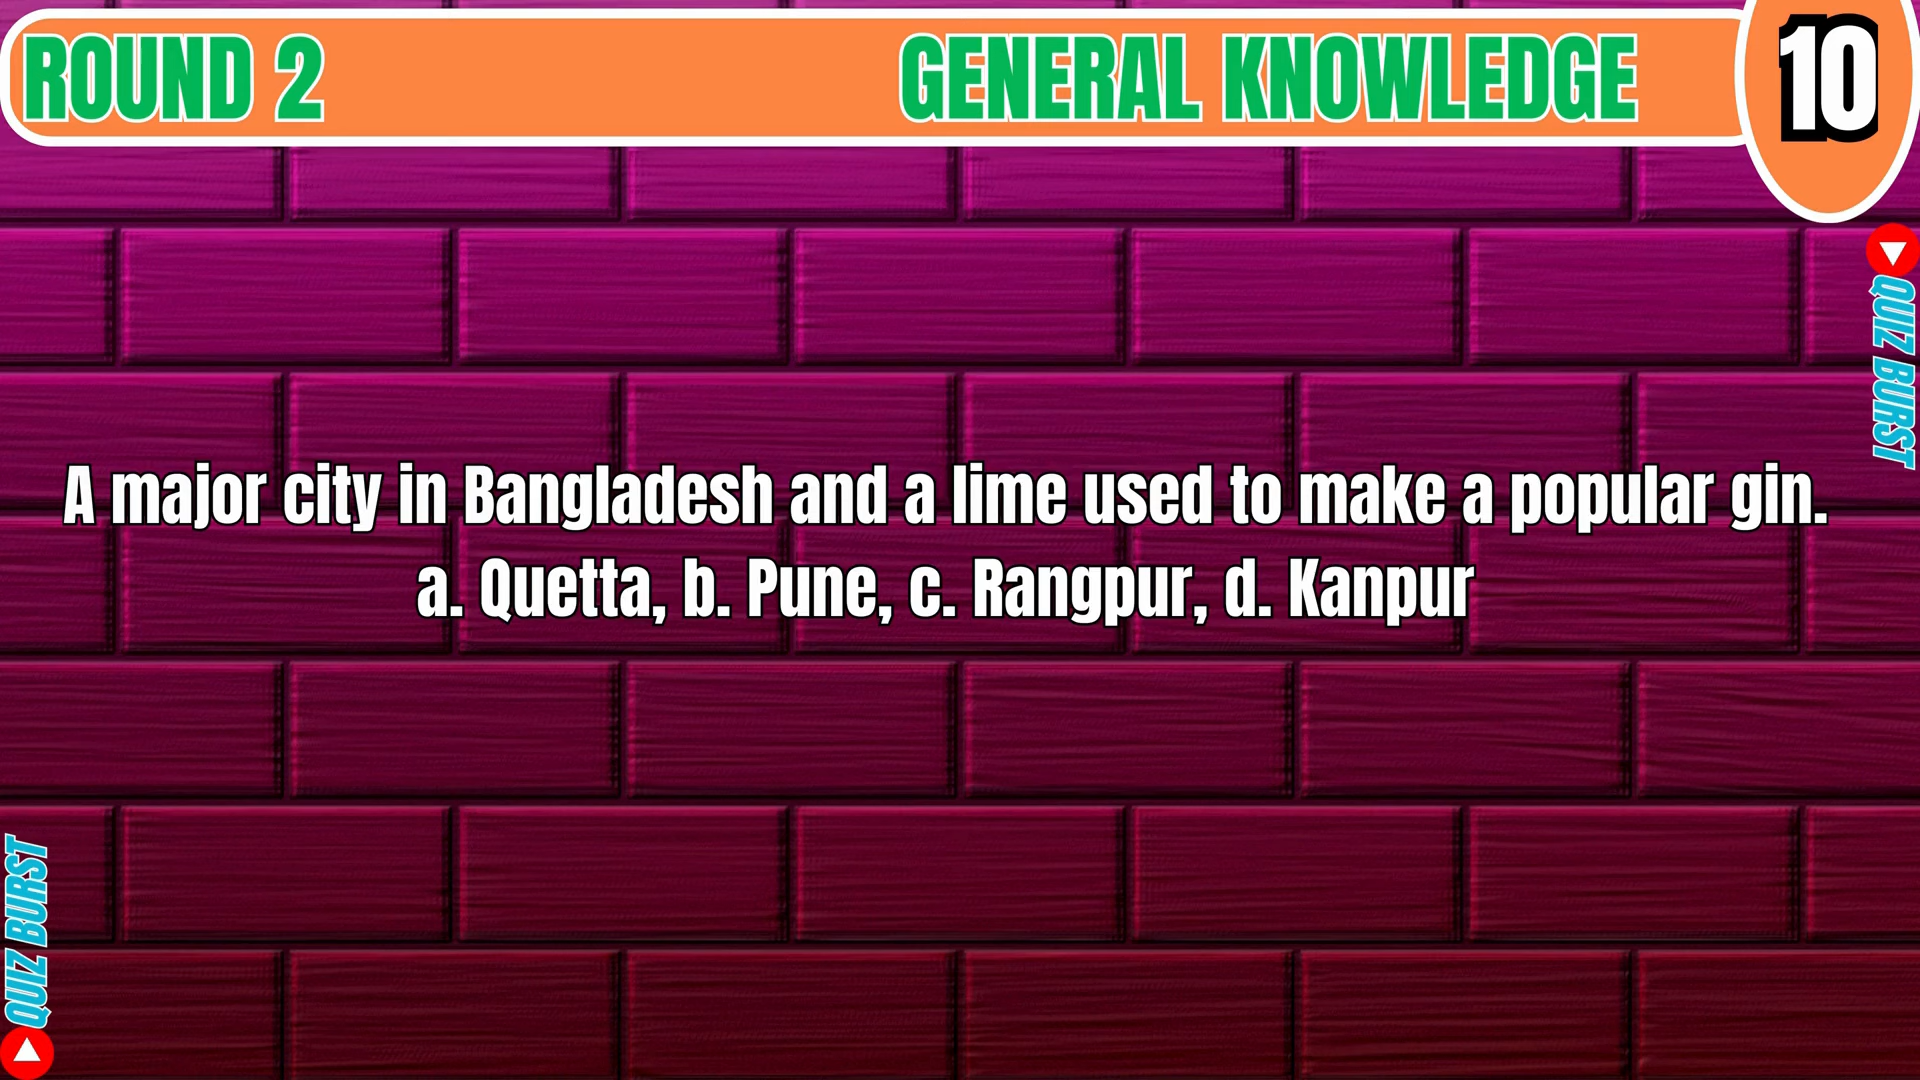 ROUND 2
GENERAL KNOWLEDGE
10
QUIZ BURST
A major city in Bangladesh and a lime used to make a popular gin.
a. Quetta, b. Pune, c. Rangpur, d. Kanpur
QUIZ BURST